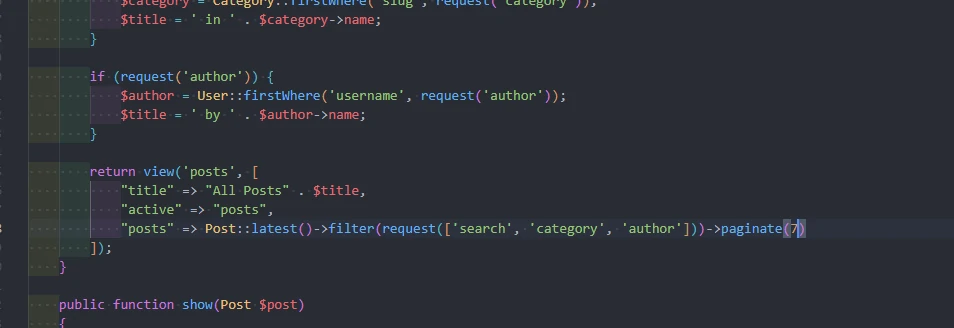 $category = Category::firstWhere('slug', request('category'));
$title = ' in ' . $category->name;
}
if (request('author')) {
$author = User::firstWhere('username', request('author'));
$title = ' by ' . $author->name;
}
return view('posts', [
"title" => "All Posts" . $title,
"active" => "posts",
"posts" => Post::latest()->filter(request(['search', 'category', 'author']))->paginate(7)
]);
}
public function show(Post $post)
{